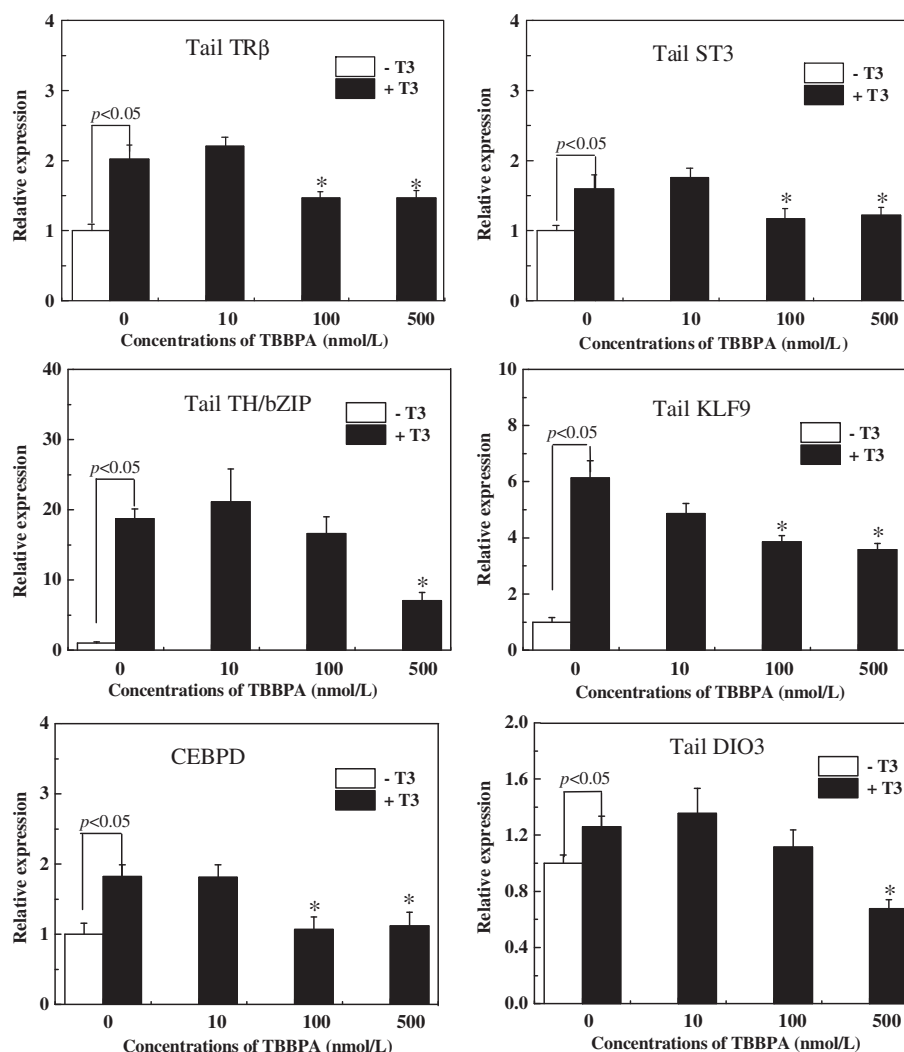 Tail TRβ
- T3
+ T3
p<0.05
Relative expression
4
3
2
1
0
0 10 100 500
* *
Concentrations of TBBPA (nmol/L)
Tail ST3
- T3
+ T3
p<0.05
Relative expression
4
3
2
1
0
0 10 100 500
* *
Concentrations of TBBPA (nmol/L)
Tail TH/bZIP
- T3
+ T3
p<0.05
Relative expression
40
30
20
10
0
0 10 100 500
*
Concentrations of TBBPA (nmol/L)
Tail KLF9
- T3
+ T3
p<0.05
Relative expression
10
8
6
4
2
0
0 10 100 500
* *
Concentrations of TBBPA (nmol/L)
CEBPD
- T3
+ T3
p<0.05
Relative expression
4
3
2
1
0
0 10 100 500
* *
Concentrations of TBBPA (nmol/L)
Tail DIO3
- T3
+ T3
p<0.05
Relative expression
2.0
1.6
1.2
0.8
0.4
0.0
0 10 100 500
*
Concentrations of TBBPA (nmol/L)